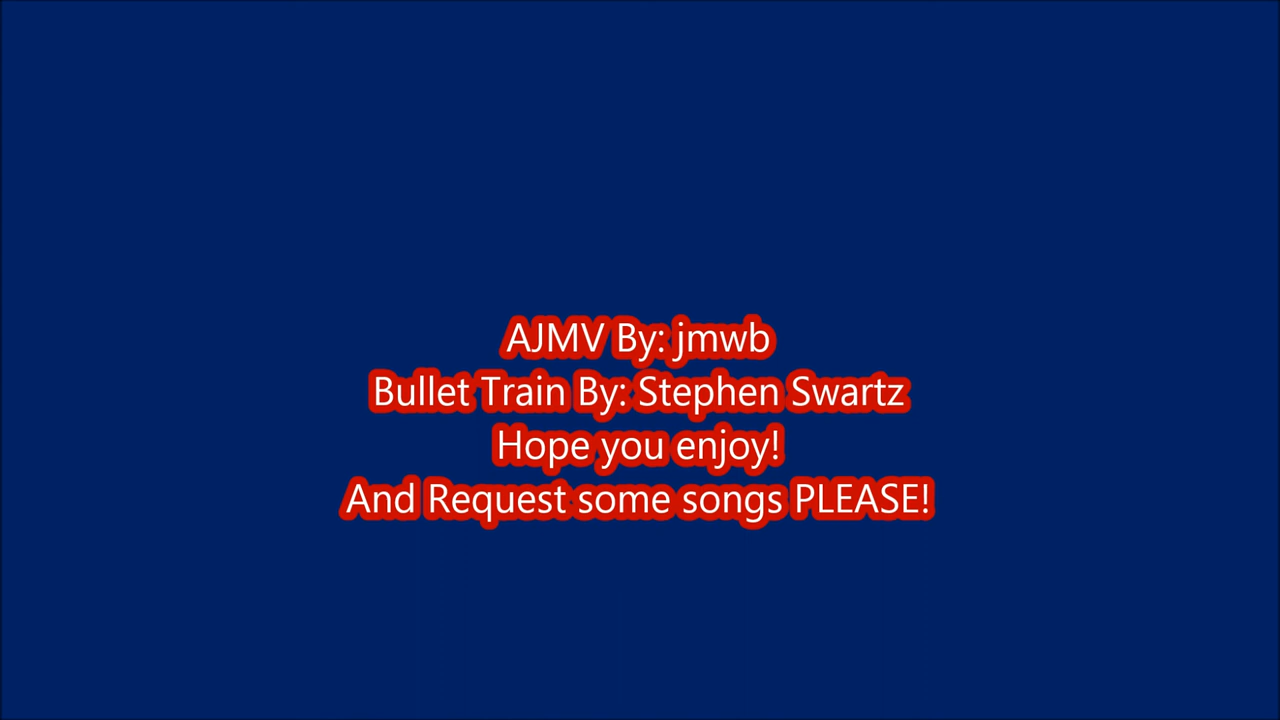 AJMV By: jmwb
Bullet Train By: Stephen Swartz
Hope you enjoy!
And Request some songs PLEASE!